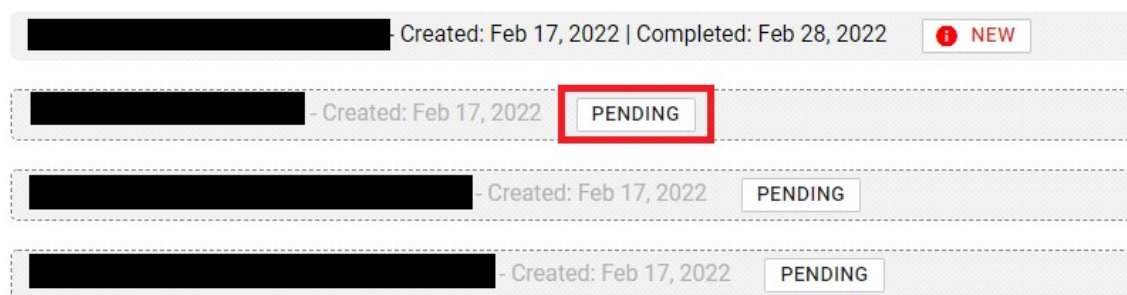 - Created: Feb 17, 2022 | Completed: Feb 28, 2022 NEW
- Created: Feb 17, 2022 PENDING
- Created: Feb 17, 2022 PENDING
- Created: Feb 17, 2022 PENDING